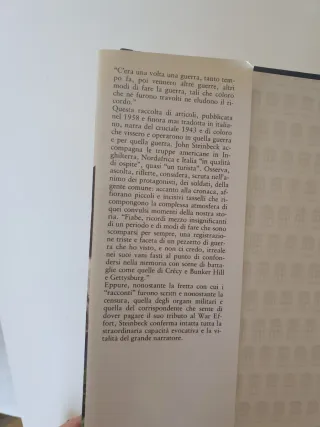 "C'era una volta una guerra, tanto tem-
po fa, poi vennero altre guerre, altri
modi di fare la guerra, tali che coloro
che ne furono travolti ne eludono il ri-
cordo."
Questa raccolta di articoli, pubblicata
nel 1958 e finora mai tradotta in italia-
no, narra del cruciale 1943 e di coloro
che vissero e operarono in quella guerra
e per quella guerra. John Steinbeck ac-
compagna le truppe americane in In-
ghilterra, Nordafrica e Italia "in qualità
di ospite", quasi "un turista". Osserva,
ascolta, riflette, considera, scruta nell'a-
nimo dei protagonisti, dei soldati, della
gente comune: accanto alla cronaca, af-
fiorano piccoli e incisivi tasselli che ri-
compongono la complessa atmosfera di
quei convulsi momenti della nostra sto-
ria. "Fiabe, ricordi mezzo insignificanti
di un periodo e di modi di fare che sono
scomparsi per sempre, una registrazio-
ne triste e faceta di un pezzetto di guer-
ra che ho visto, e non ci credo, irreale
nei suoi vasi fusti al punto di confon-
dersi nella memoria con scene di batta-
glie come quelle di Crécy e Bunker Hill
e Gettysburg."
Eppure, nonostante la fretta con cui i
"racconti" furono scritti e nonostante la
censura, quella degli organi militari e
quella del corrispondente che sente di
dover pagare il suo tributo al War Ef-
fort, Steinbeck conferma intatta tutta la
straordinaria capacità evocativa e la vi-
talità del grande narratore.